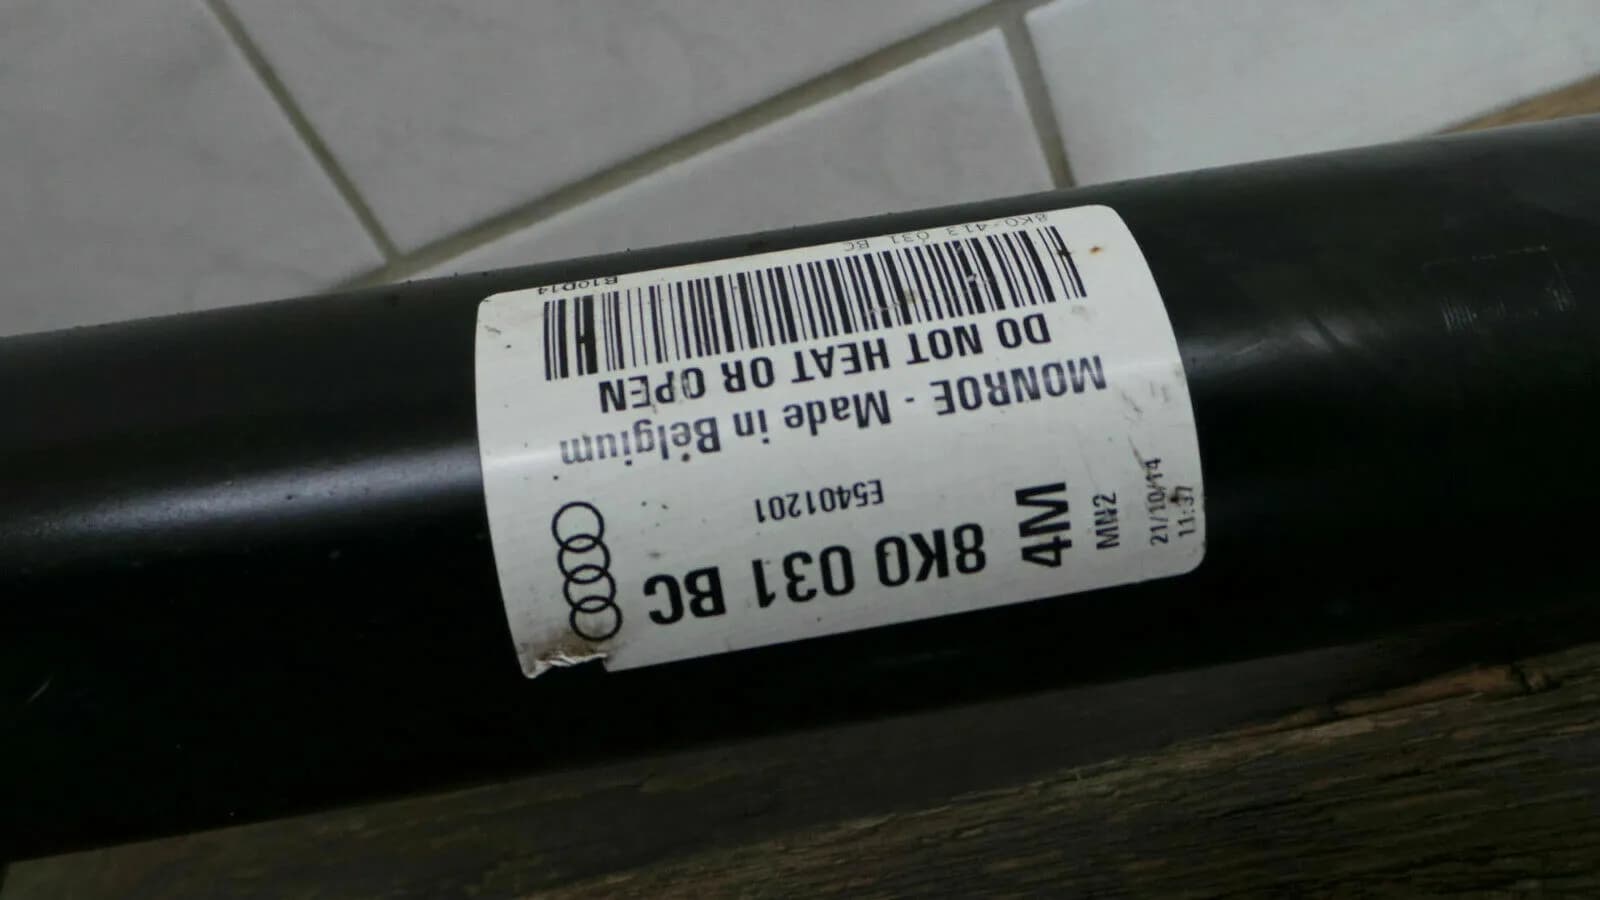 4M 8K0 031 BC
E5401201
MONROE - Made in Belgium
DO NOT HEAT OR OPEN
8K0-413 031 BC
MN2
21/10/14
11:37